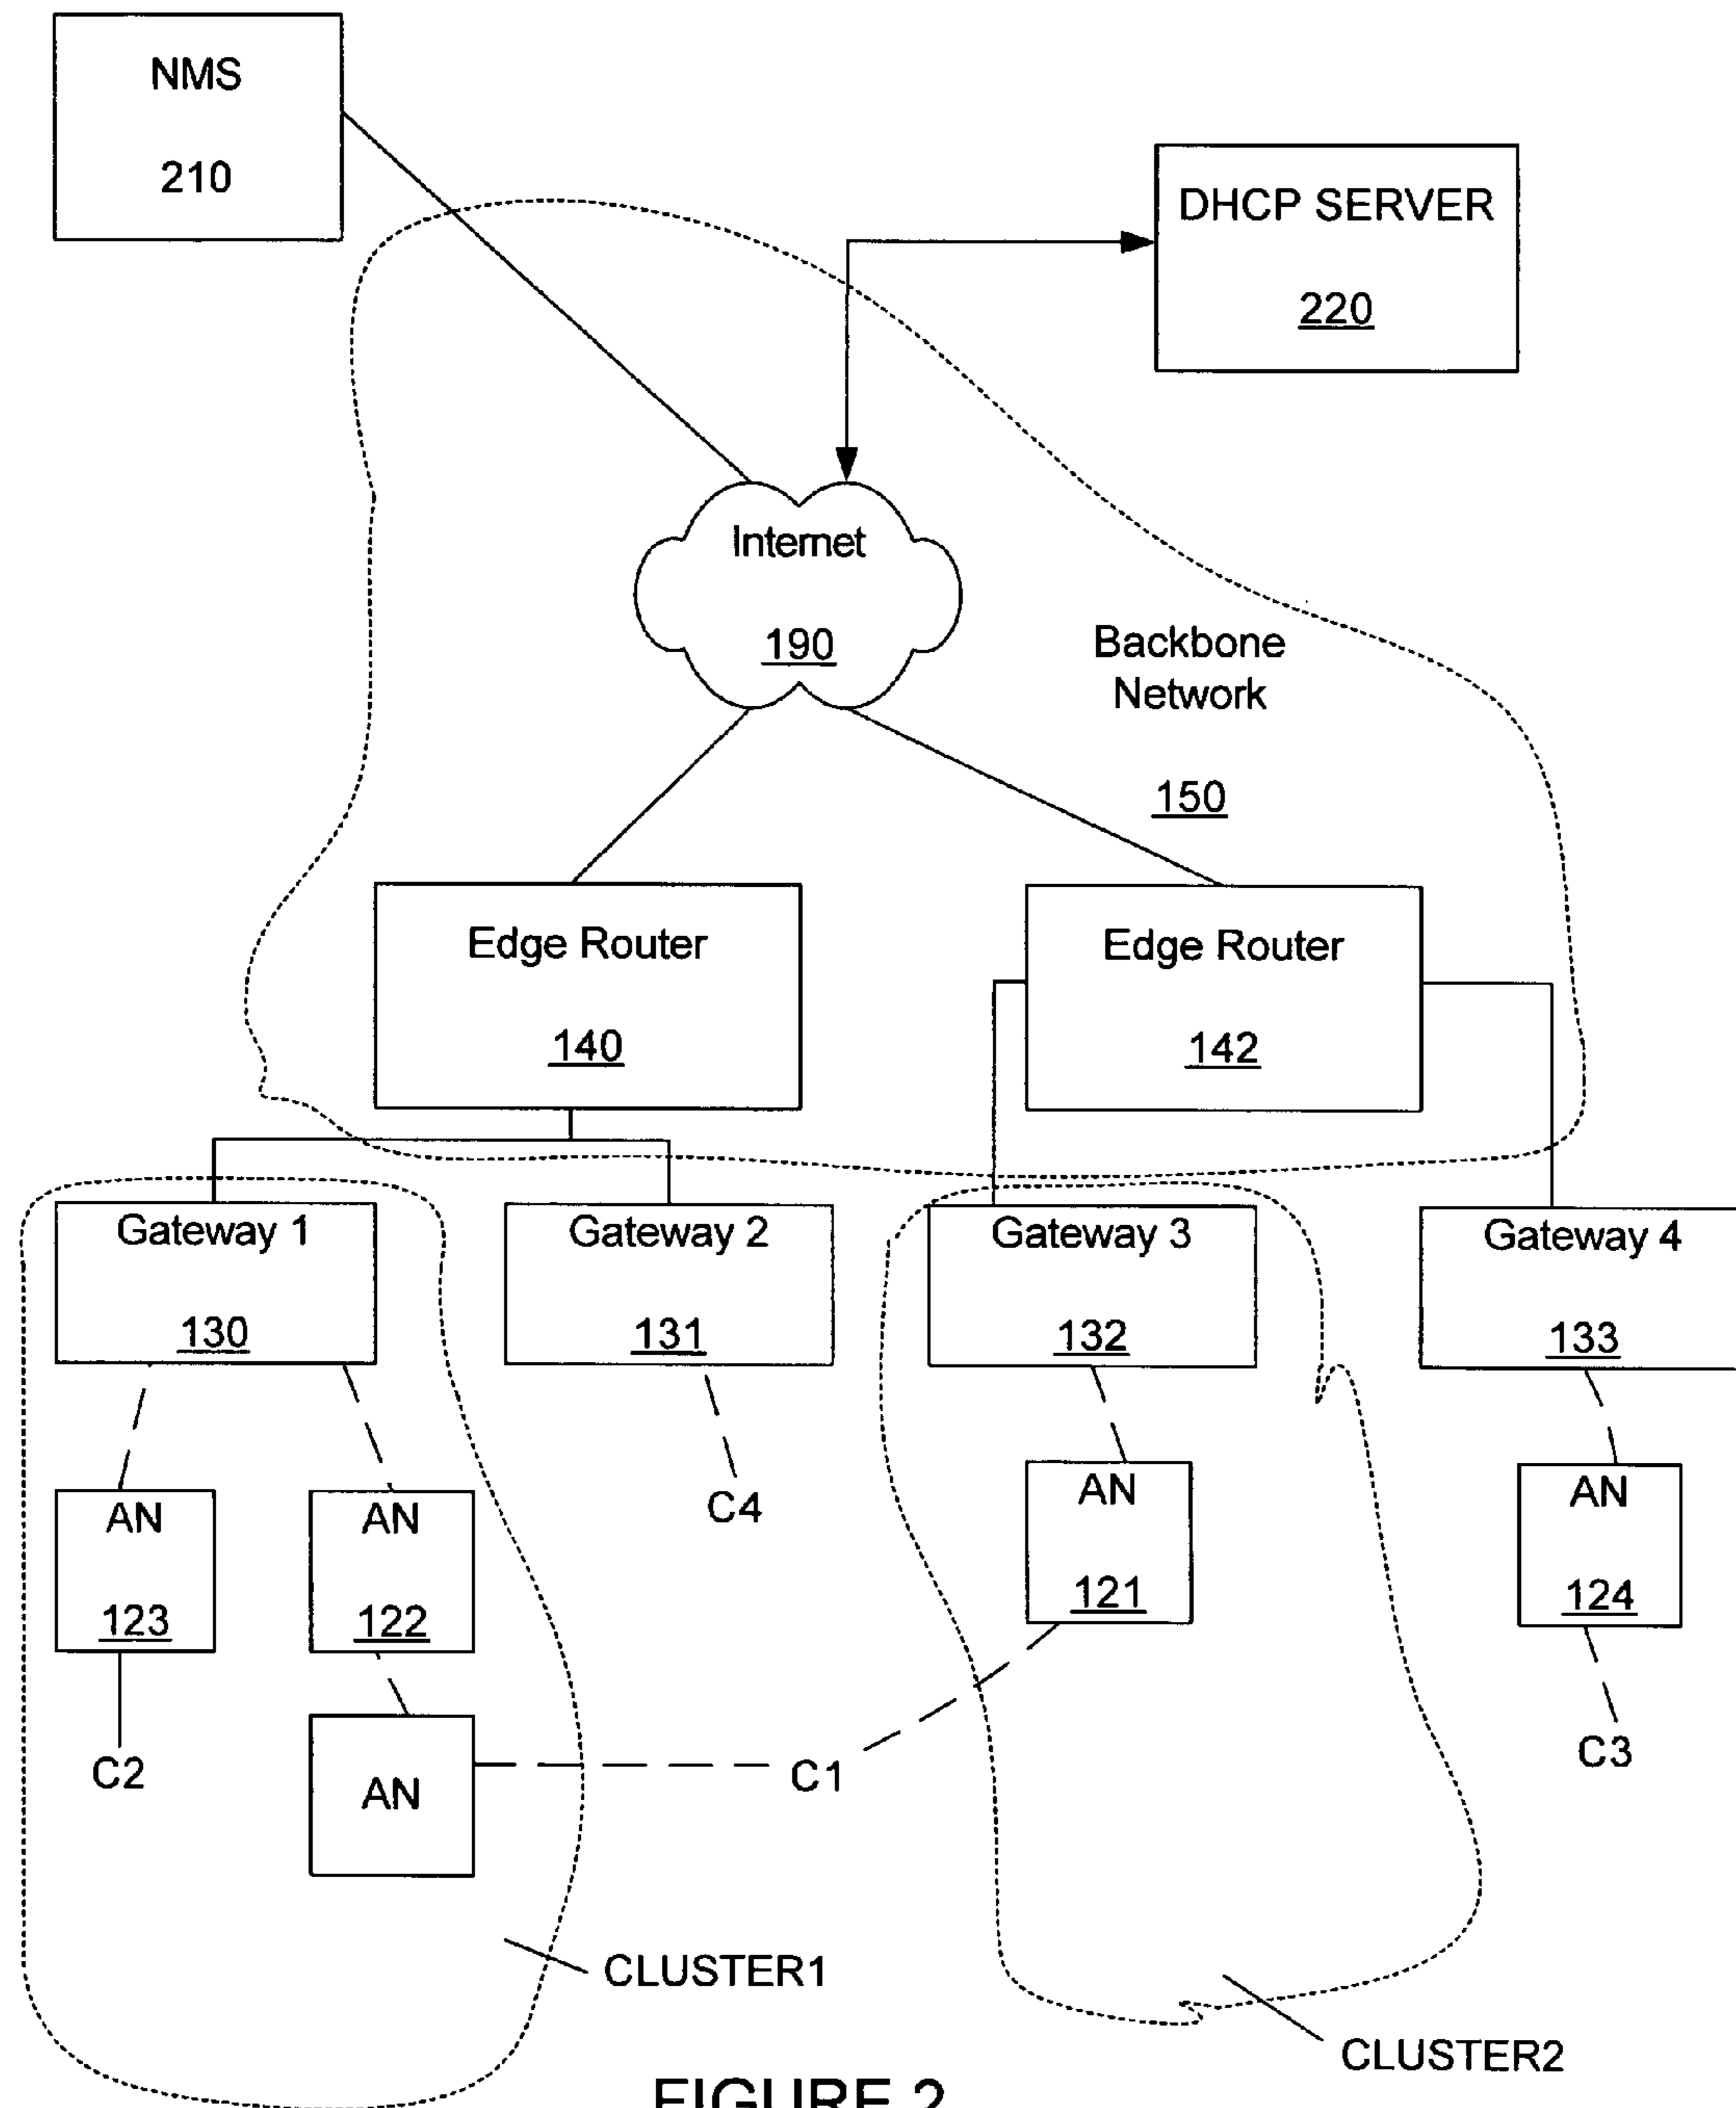 NMS
210
DHCP SERVER
220
Internet
190
Backbone
Network
150
Edge Router
140
Edge Router
142
Gateway 1
130
Gateway 2
131
Gateway 3
132
Gateway 4
133
AN
123
AN
122
C4
AN
121
AN
124
C2
AN
C1
C3
CLUSTER1
CLUSTER2
FIGURE 2